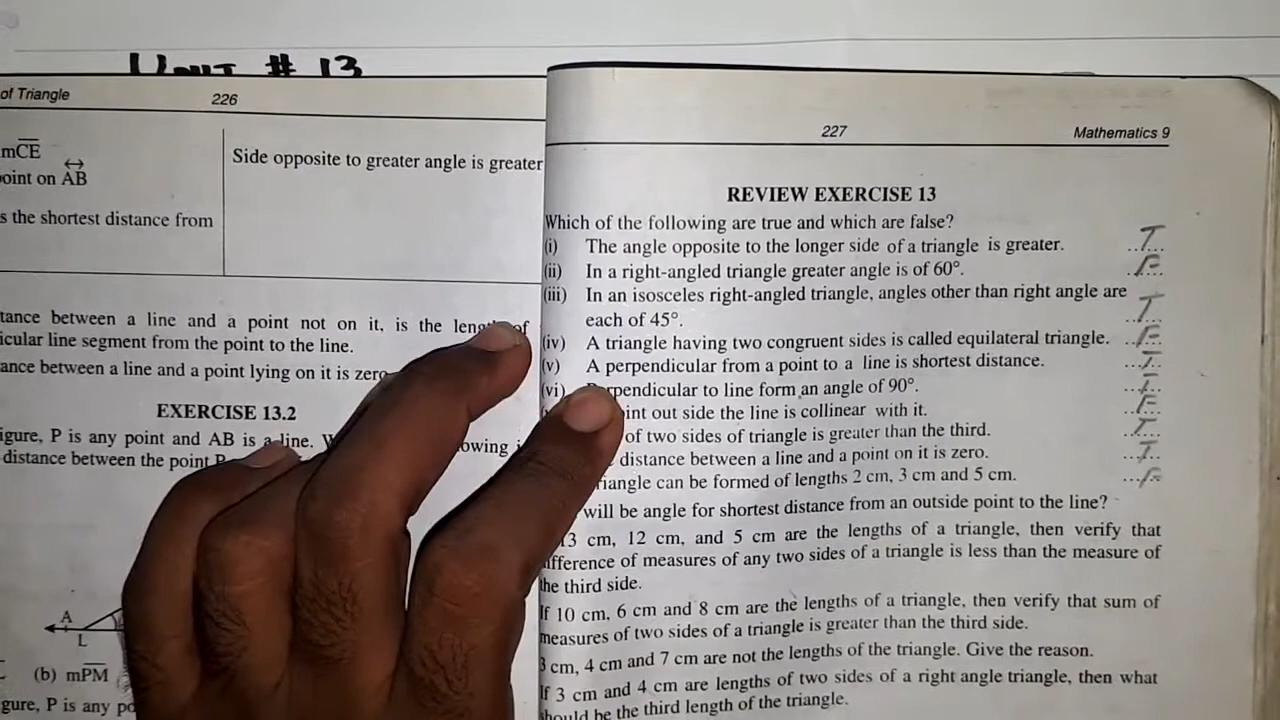 Unit # 13
of Triangle 226
mCE
point on AB
Side opposite to greater angle is greater
s the shortest distance from
tance between a line and a point not on it, is the length of
icular line segment from the point to the line.
ance between a line and a point lying on it is zero
EXERCISE 13.2
igure, P is any point and AB is a line. owing
distance between the point P
A
L
(b) mPM
gure, P is any po
227 Mathematics 9
REVIEW EXERCISE 13
Which of the following are true and which are false?
(i) The angle opposite to the longer side of a triangle is greater. ..T...
(ii) In a right-angled triangle greater angle is of 60°. ..F...
(iii) In an isosceles right-angled triangle, angles other than right angle are
each of 45°. ..T...
(iv) A triangle having two congruent sides is called equilateral triangle. ..F...
(v) A perpendicular from a point to a line is shortest distance. ..T...
(vi) Perpendicular to line form an angle of 90°. ..T...
int out side the line is collinear with it. ..F...
of two sides of triangle is greater than the third. ..T...
distance between a line and a point on it is zero. ..T...
riangle can be formed of lengths 2 cm, 3 cm and 5 cm. ...F..
will be angle for shortest distance from an outside point to the line?
13 cm, 12 cm, and 5 cm are the lengths of a triangle, then verify that
ifference of measures of any two sides of a triangle is less than the measure of
the third side.
If 10 cm, 6 cm and 8 cm are the lengths of a triangle, then verify that sum of
measures of two sides of a triangle is greater than the third side.
3 cm, 4 cm and 7 cm are not the lengths of the triangle. Give the reason.
If 3 cm and 4 cm are lengths of two sides of a right angle triangle, then what
should be the third length of the triangle.